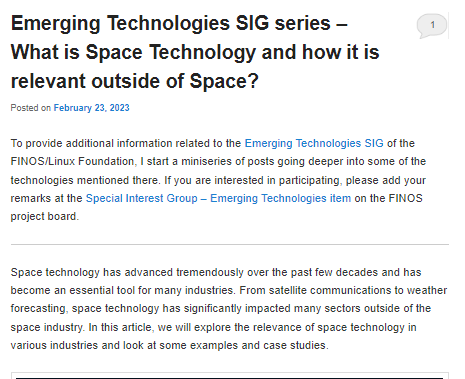 Emerging Technologies SIG series –
What is Space Technology and how it is
relevant outside of Space?
1
Posted on February 23, 2023
To provide additional information related to the Emerging Technologies SIG of the
FINOS/Linux Foundation, I start a miniseries of posts going deeper into some of the
technologies mentioned there. If you are interested in participating, please add your
remarks at the Special Interest Group – Emerging Technologies item on the FINOS
project board.
Space technology has advanced tremendously over the past few decades and has
become an essential tool for many industries. From satellite communications to weather
forecasting, space technology has significantly impacted many sectors outside of the
space industry. In this article, we will explore the relevance of space technology in
various industries and look at some examples and case studies.